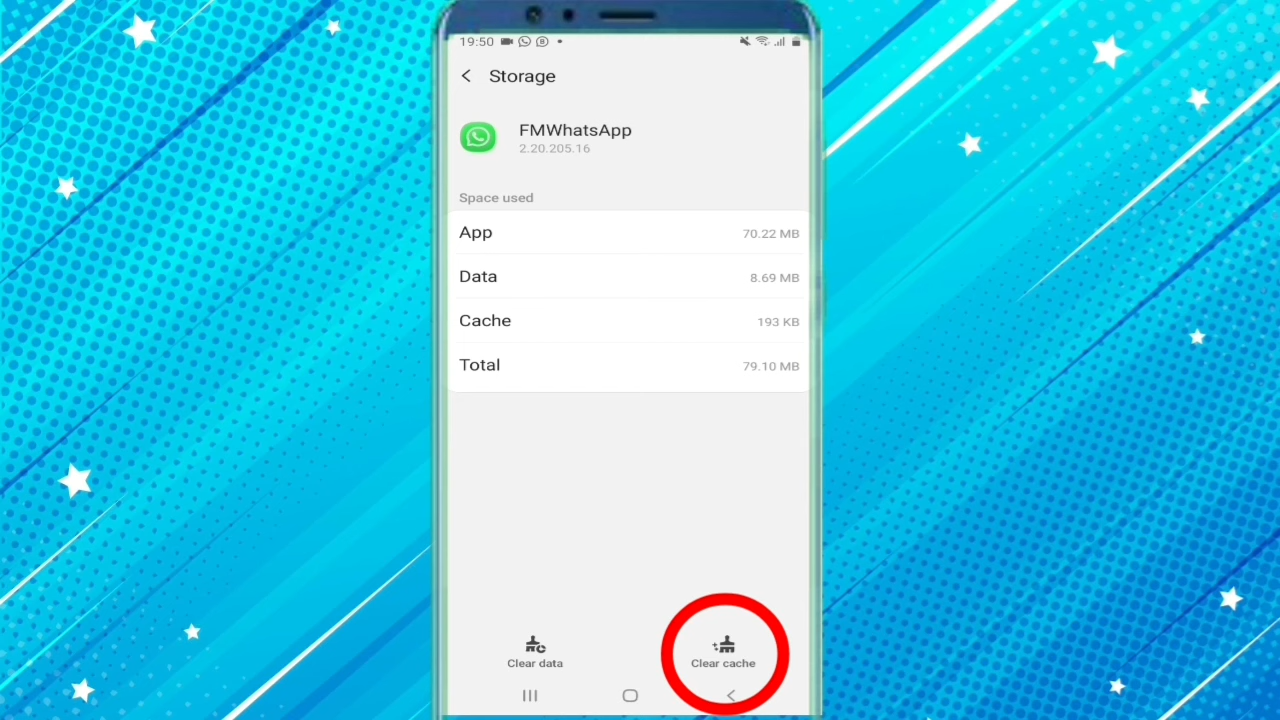 19:50
Storage
FMWhatsApp
2.20.205.16
Space used
App 70.22 MB
Data 8.69 MB
Cache 193 KB
Total 79.10 MB
Clear data Clear cache